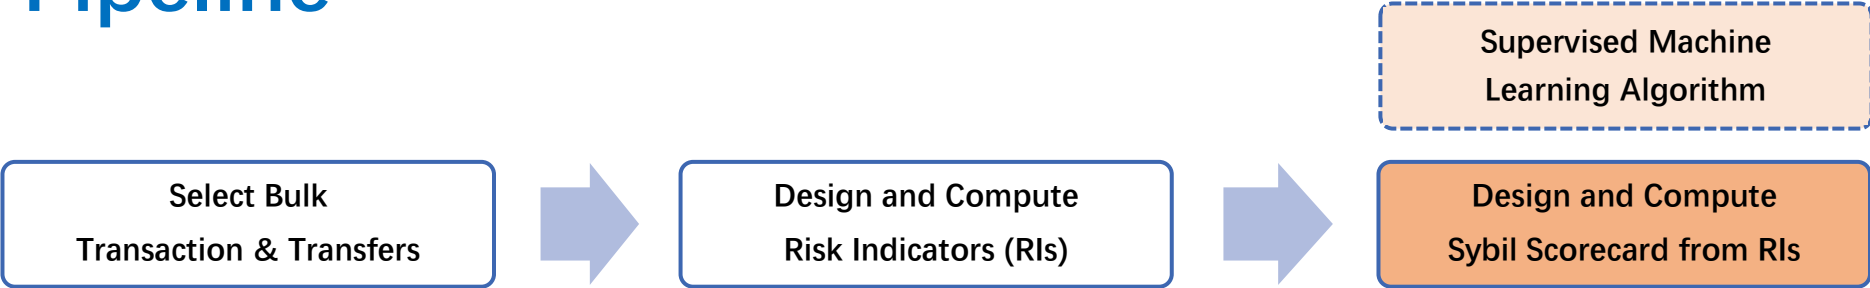 Pipeline
Supervised Machine
Learning Algorithm
Select Bulk
Transaction & Transfers
Design and Compute
Risk Indicators (RIs)
Design and Compute
Sybil Scorecard from RIs